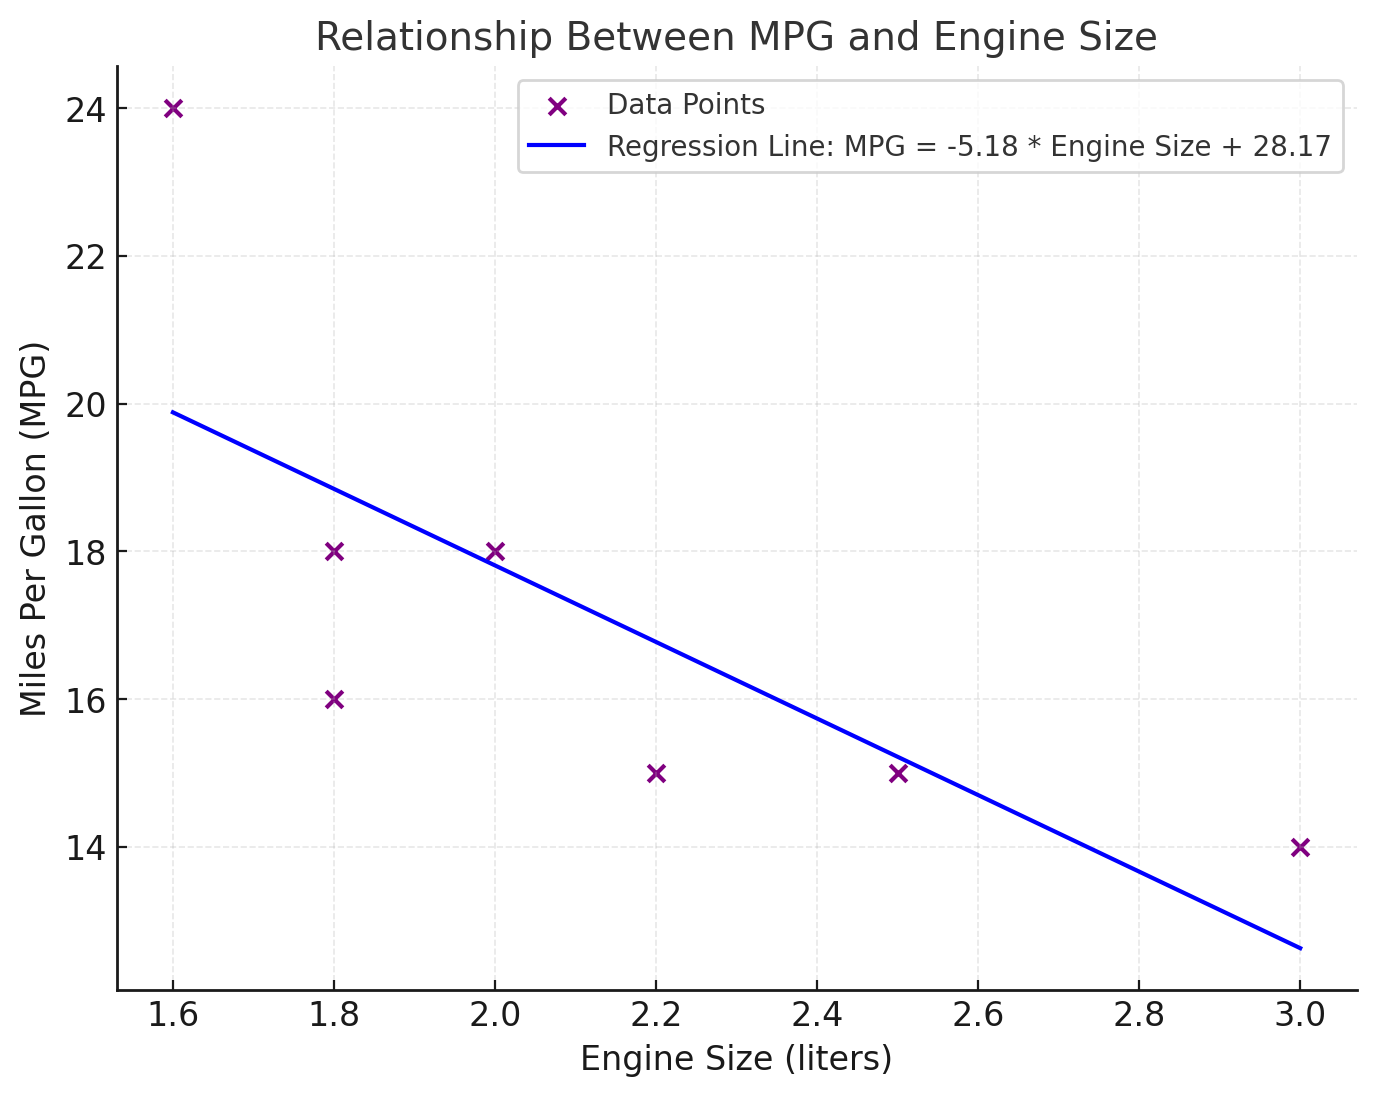 Relationship Between MPG and Engine Size
Data Points
Regression Line: MPG = -5.18 * Engine Size + 28.17
Miles Per Gallon (MPG)
24
22
20
18
16
14
1.6 1.8 2.0 2.2 2.4 2.6 2.8 3.0
Engine Size (liters)